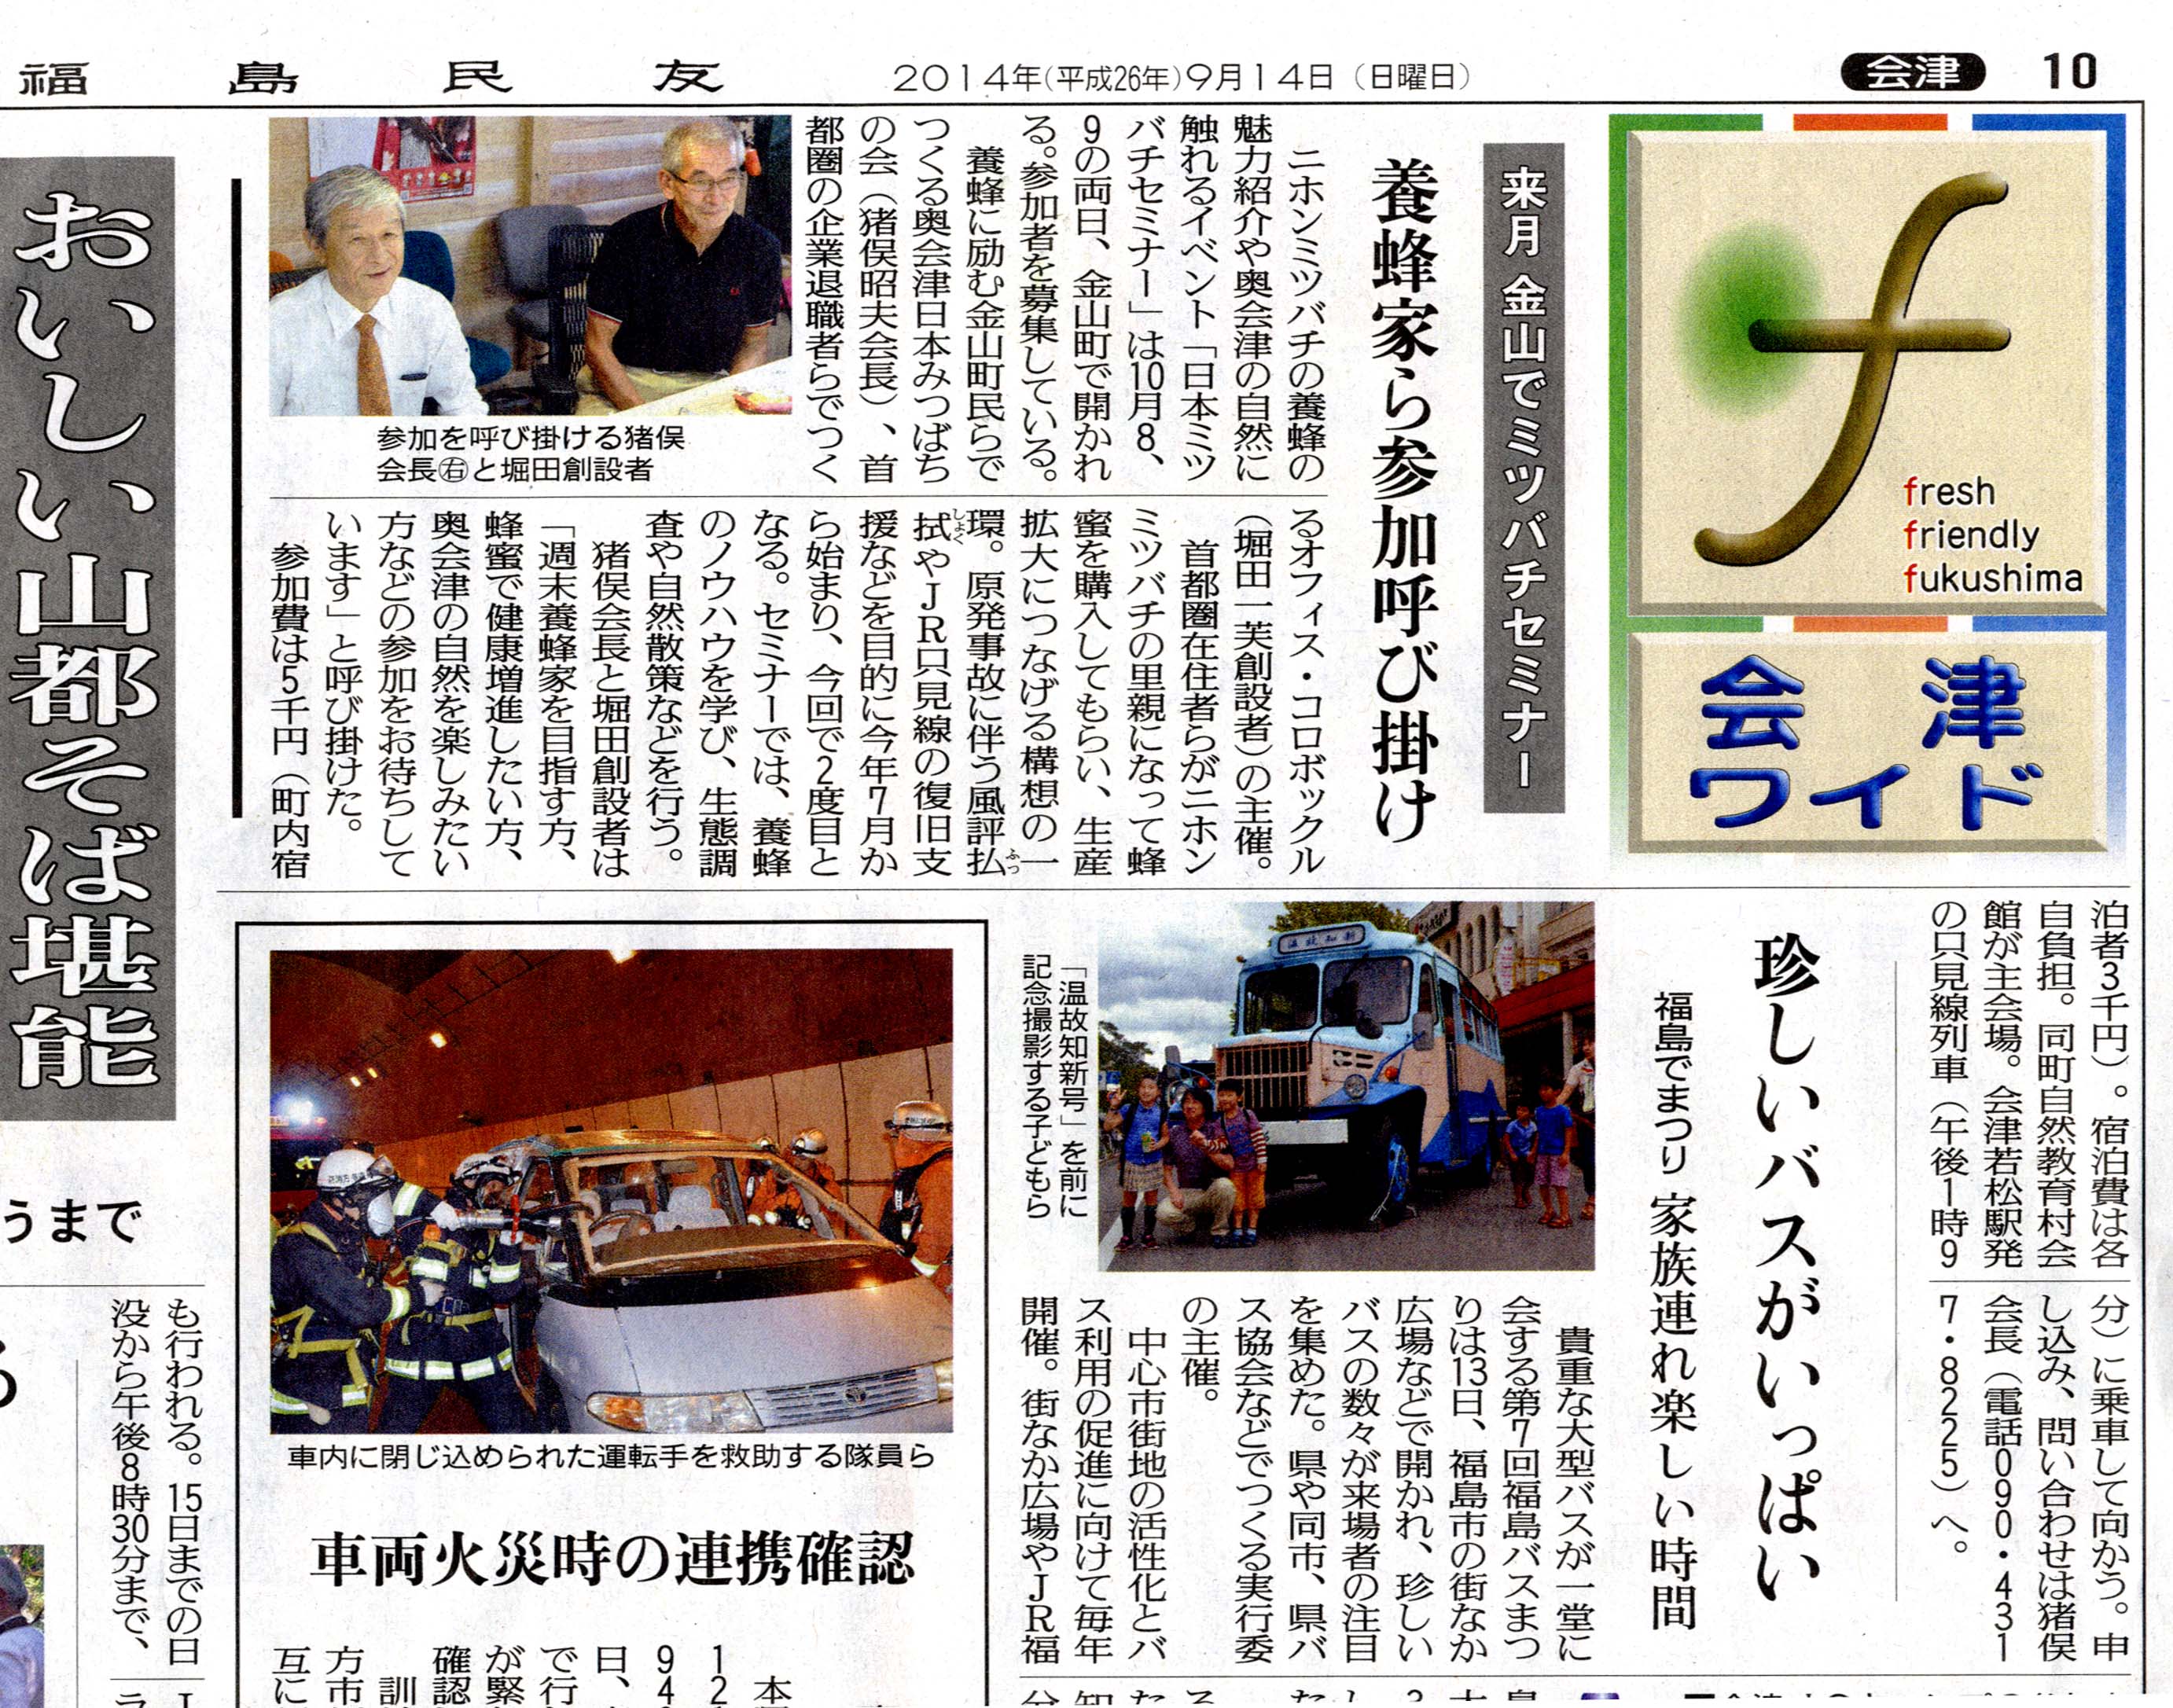 福島民友
2014年(平成26年)9月14日（日曜日）
会津
10
fresh
friendly
fukushima
会津
ワイド
来月 金山でミツバチセミナー
養蜂家ら参加呼び掛け
ニホンミツバチの養蜂の
魅力紹介や奥会津の自然に
触れるイベント「日本ミツ
バチセミナー」は10月8、
9の両日、金山町で開かれ
る。参加者を募集している。
養蜂に励む金山町民らで
つくる奥会津日本みつばち
の会（猪俣昭夫会長）、首
都圏の企業退職者らでつく
参加を呼び掛ける猪俣
会長㊨と堀田創設者
るオフィス・コロボックル
（堀田一芙創設者）の主催。
首都圏在住者らがニホン
ミツバチの里親になって蜂
蜜を購入してもらい、生産
拡大につなげる構想の一
環。原発事故に伴う風評払ふっ
拭しょくやJR只見線の復旧支
援などを目的に今年7月か
ら始まり、今回で2度目と
なる。セミナーでは、養蜂
のノウハウを学び、生態調
査や自然散策などを行う。
猪俣会長と堀田創設者は
「週末養蜂家を目指す方、
蜂蜜で健康増進したい方、
奥会津の自然を楽しみたい
方などの参加をお待ちして
います」と呼び掛けた。
参加費は5千円（町内宿
泊者3千円）。宿泊費は各
自負担。同町自然教育村会
館が主会場。会津若松駅発
の只見線列車（午後1時9
分）に乗車して向かう。申
し込み、問い合わせは猪俣
会長（電話090・431
7・8225）へ。
珍しいバスがいっぱい
福島でまつり 家族連れ楽しい時間
温故知新
「温故知新号」を前に
記念撮影する子どもら
貴重な大型バスが一堂に
会する第7回福島バスまつ
りは13日、福島市の街なか
広場などで開かれ、珍しい
バスの数々が来場者の注目
を集めた。県や同市、県バ
ス協会などでつくる実行委
の主催。
中心市街地の活性化とバ
ス利用の促進に向けて毎年
開催。街なか広場やJR福
車内に閉じ込められた運転手を救助する隊員ら
車両火災時の連携確認
おいしい山都そば堪能
うまで
も行われる。15日までの日
没から午後8時30分まで、